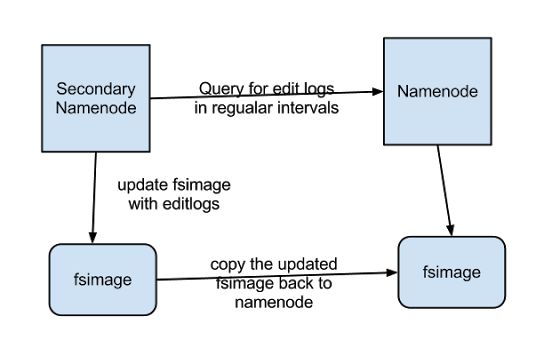 Secondary
Namenode
Query for edit logs
in regualar intervals
Namenode
update fsimage
with editlogs
fsimage
copy the updated
fsimage back to
namenode
fsimage